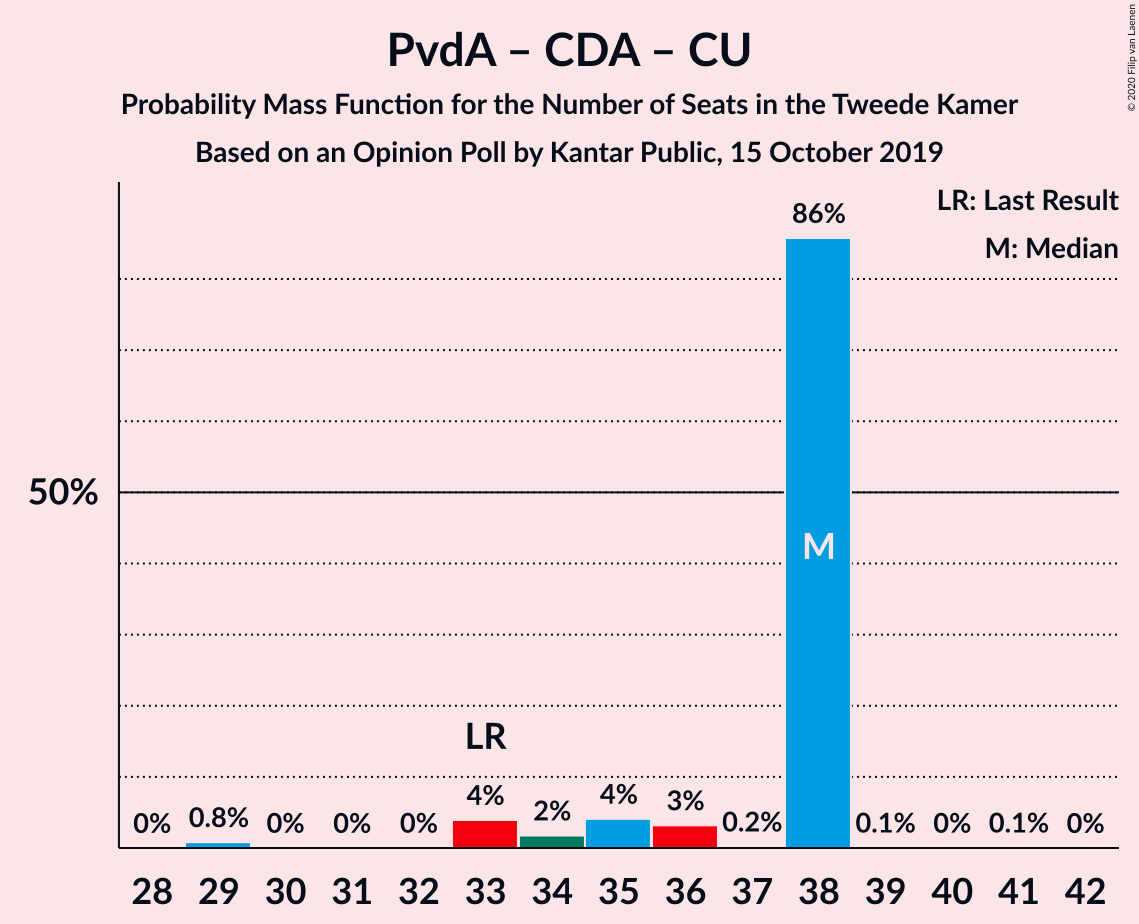 PvdA – CDA – CU
Probability Mass Function for the Number of Seats in the Tweede Kamer
Based on an Opinion Poll by Kantar Public, 15 October 2019
© 2020 Filip van Laenen
LR: Last Result
M: Median
86%
50%
M
LR
0% 0.8% 0% 0% 0% 4% 2% 4% 3% 0.2% 0.1% 0% 0.1% 0%
28 29 30 31 32 33 34 35 36 37 38 39 40 41 42